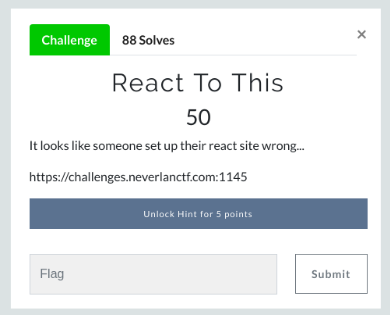 Challenge 88 Solves ×
React To This
50
It looks like someone set up their react site wrong...
https://challenges.neverlanctf.com:1145
Unlock Hint for 5 points
Flag Submit